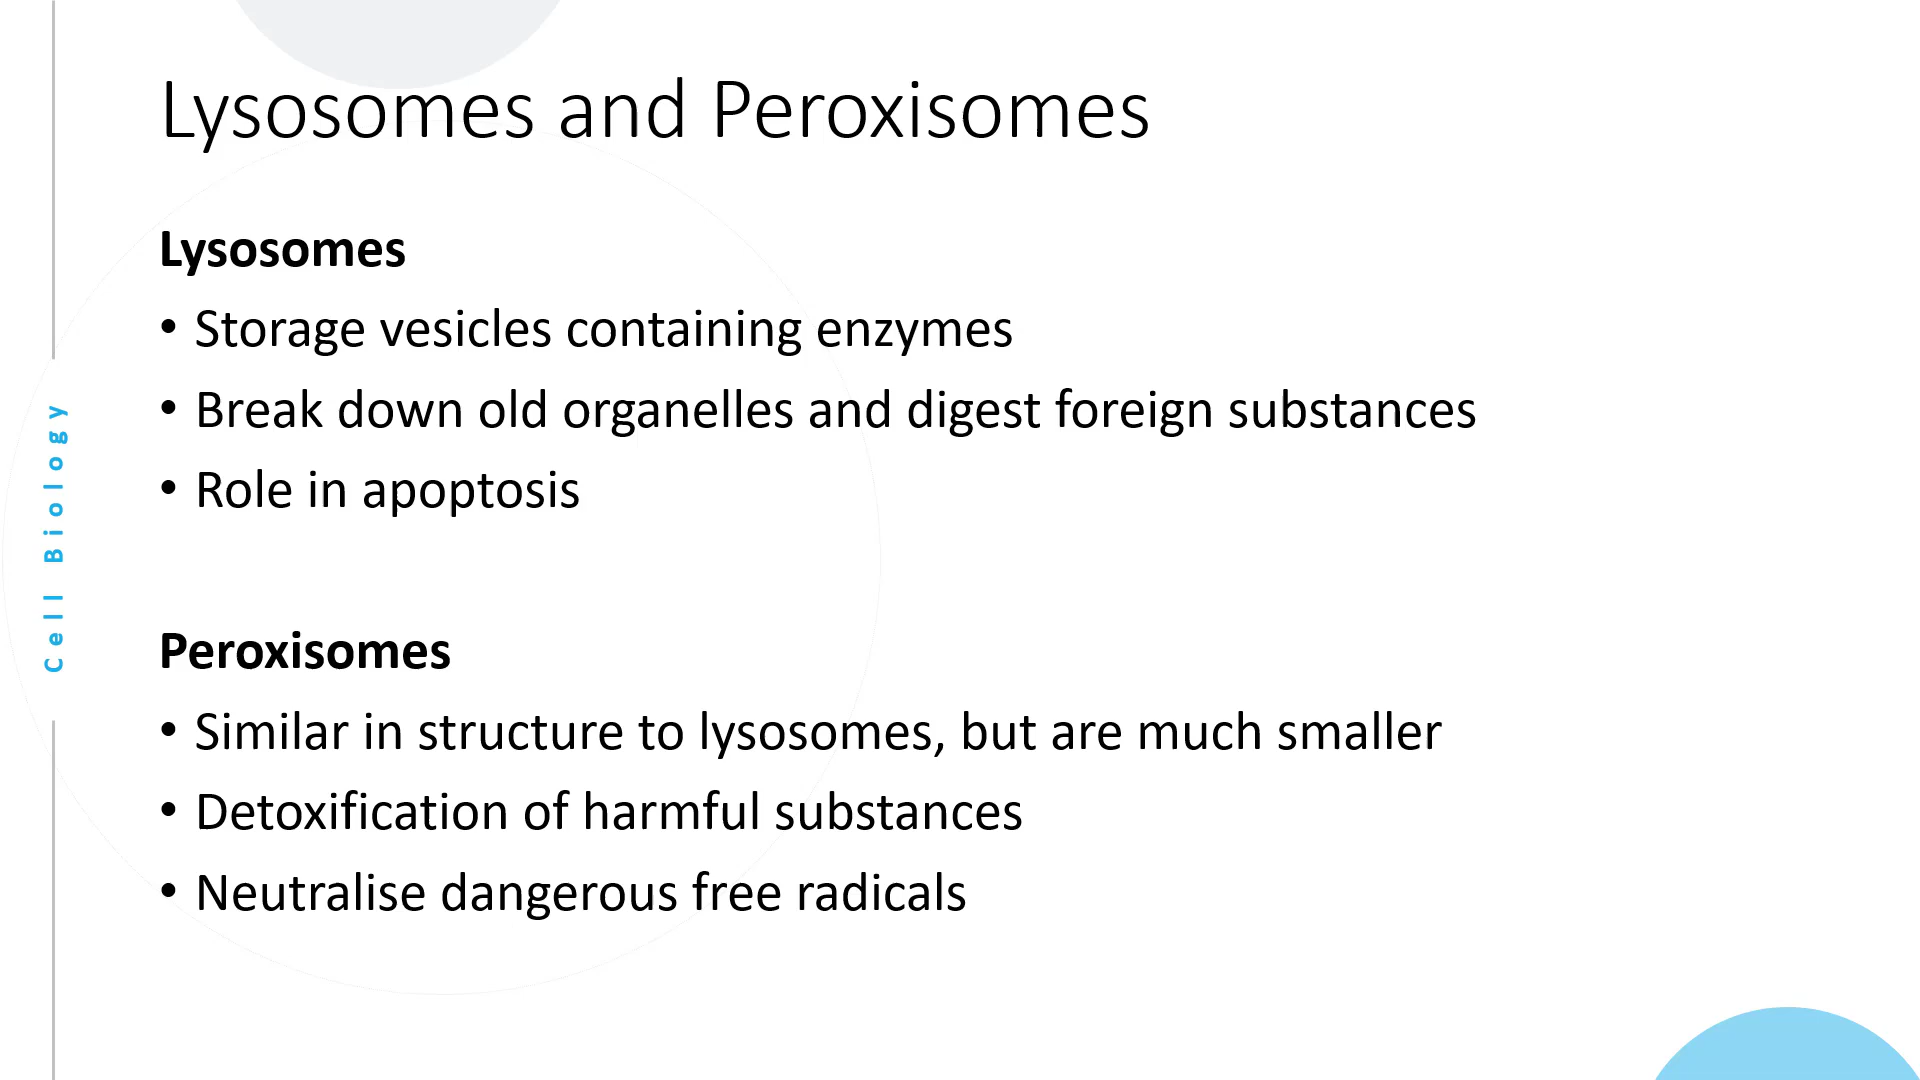 Lysosomes and Peroxisomes
Cell Biology
Lysosomes
• Storage vesicles containing enzymes
• Break down old organelles and digest foreign substances
• Role in apoptosis
Peroxisomes
• Similar in structure to lysosomes, but are much smaller
• Detoxification of harmful substances
• Neutralise dangerous free radicals